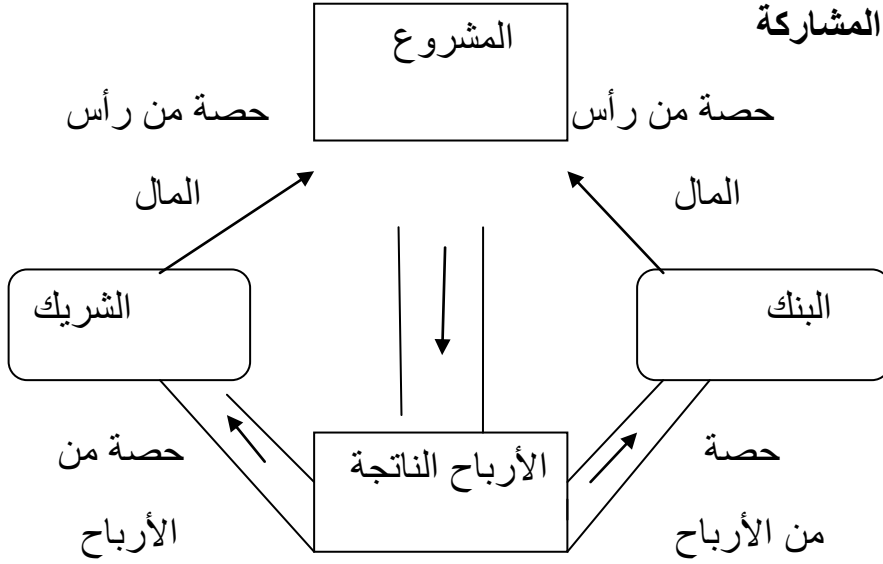 المشاركة
المشروع
حصة من رأس
المال
حصة من رأس
المال
البنك
الشريك
الأرباح الناتجة
حصة
من الأرباح
حصة من
الأرباح